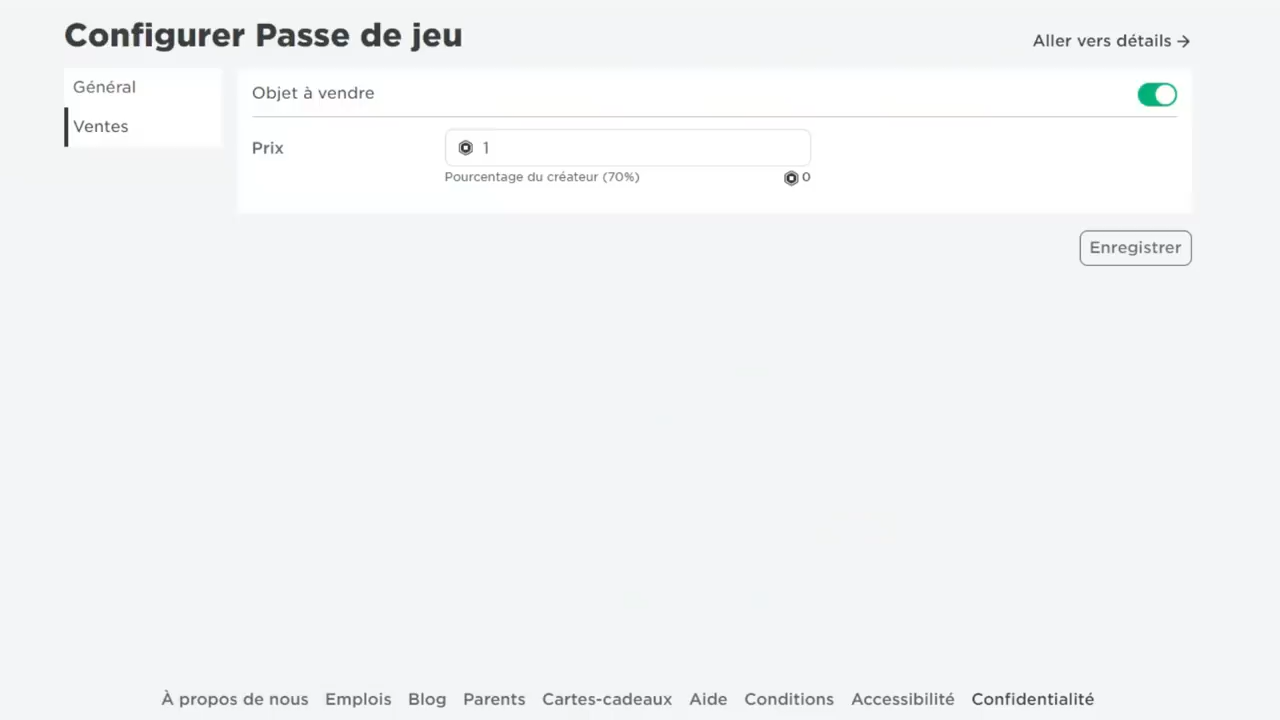 Configurer Passe de jeu
Aller vers détails →
Général
Ventes
Objet à vendre
Prix
1
Pourcentage du créateur (70%)
0
Enregistrer
À propos de nous Emplois Blog Parents Cartes-cadeaux Aide Conditions Accessibilité Confidentialité